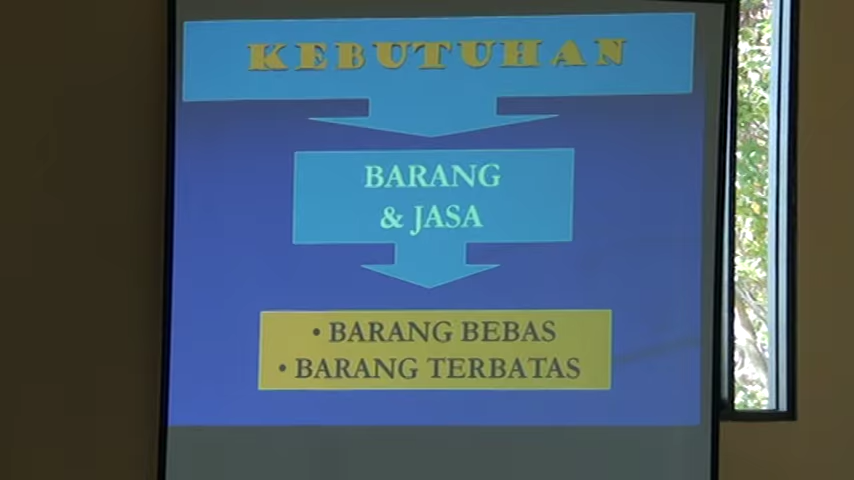 KEBUTUHAN
BARANG
& JASA
• BARANG BEBAS
• BARANG TERBATAS